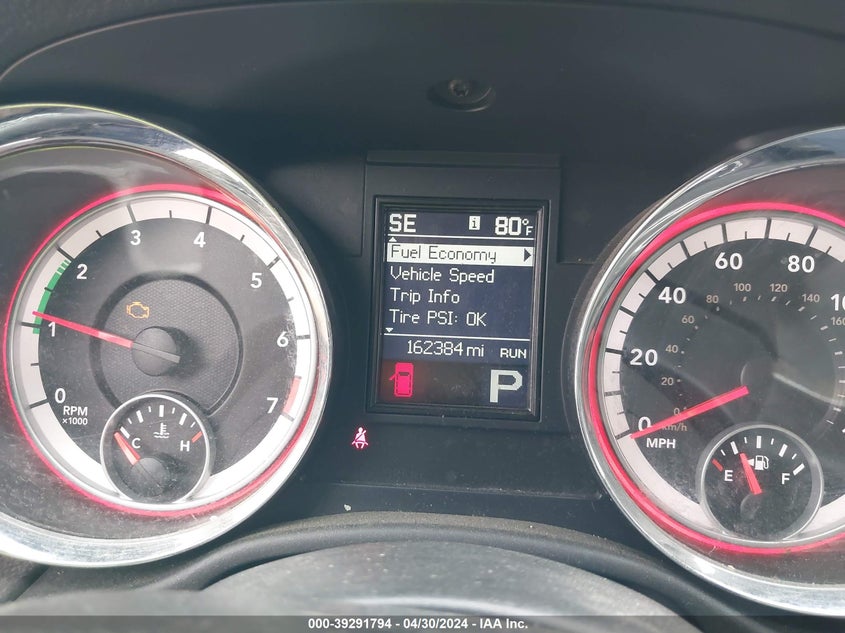 SE i 80°F
Fuel Economy
Vehicle Speed
Trip Info
Tire PSI: OK
162384 mi RUN
P
0 1 2 3 4 5 6 7
RPM
×1000
C H
0 20 40 60 80
0 20 40 60 80 100 120 140
km/h
MPH
E F
000-39291794 - 04/30/2024 - IAA Inc.